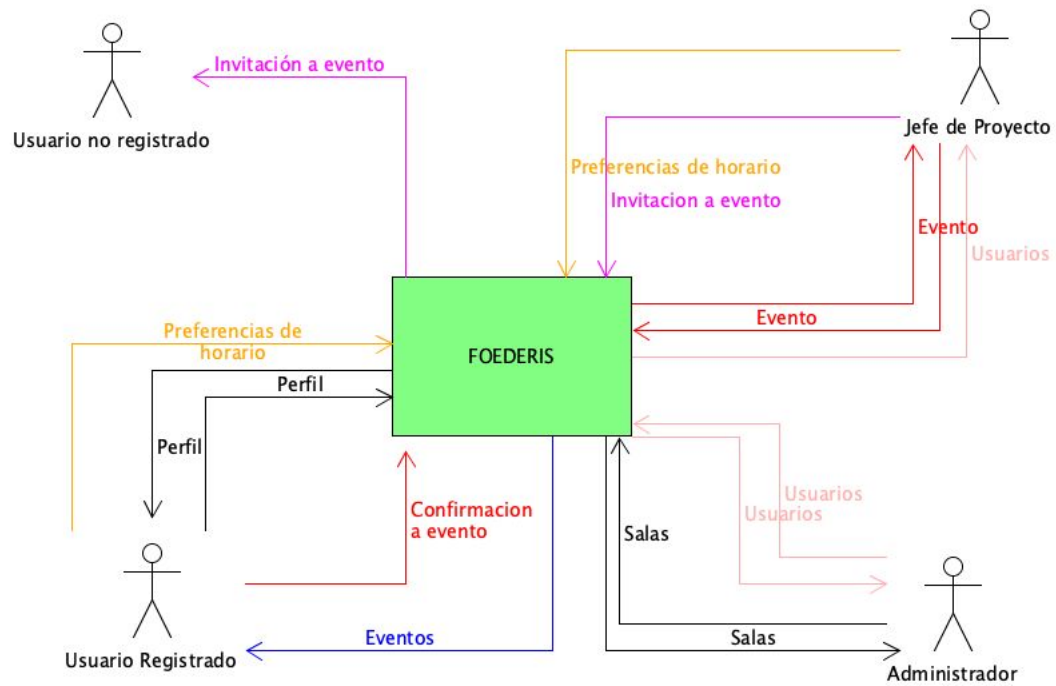 Invitación a evento
Usuario no registrado
Jefe de Proyecto
Preferencias de horario
Invitacion a evento
Evento
Usuarios
Evento
Preferencias de
horario
FOEDERIS
Perfil
Perfil
Confirmacion
a evento
Usuarios
Usuarios
Salas
Eventos
Salas
Usuario Registrado
Administrador